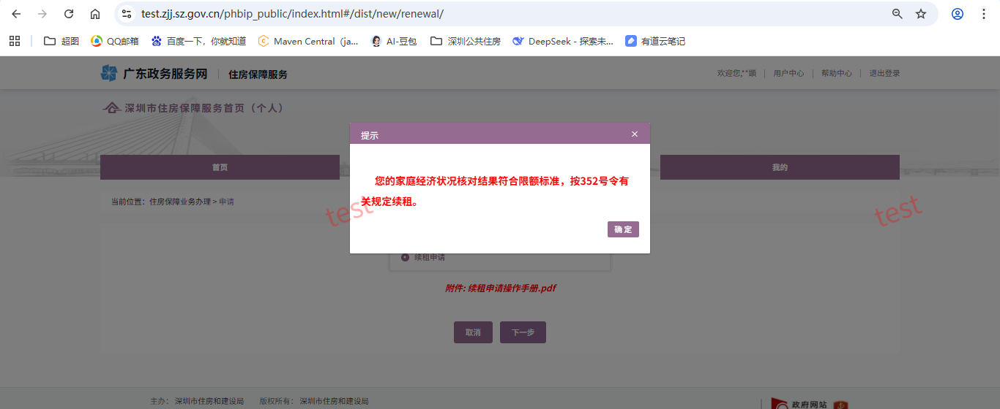 test.zjj.sz.gov.cn/phbip_public/index.html#/dist/new/renewal/
超图 QQ邮箱 百度一下，你就知道 Maven Central（ja... AI-豆包 深圳公共住房 DeepSeek - 探索未... 有道云笔记
广东政务服务网 住房保障服务 欢迎您,**顕 用户中心 帮助中心 退出登录
深圳市住房保障服务首页（个人）
提示 ×
首页 我的
您的家庭经济状况核对结果符合限额标准，按352号令有
关规定续租。
当前位置：住房保障业务办理 > 申请
test test
确 定
续租申请
附件: 续租申请操作手册.pdf
取消 下一步
主办： 深圳市住房和建设局 版权所有： 深圳市住房和建设局
政府网站